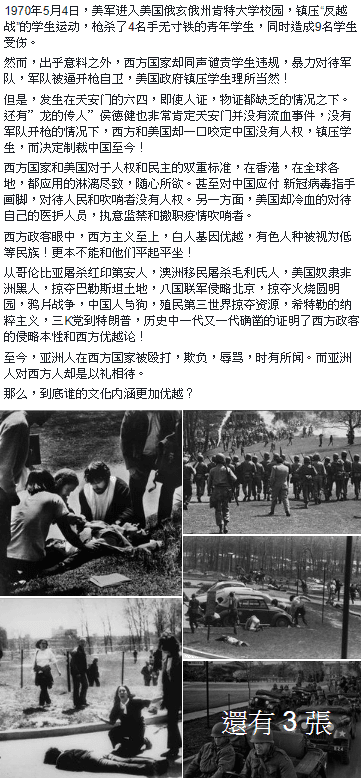 1970年5月4日，美军进入美国俄亥俄州肯特大学校园，镇压“反越
战”的学生运动，枪杀了4名手无寸铁的青年学生，同时造成9名学生
受伤。
然而，出乎意料之外，西方国家却同声谴责学生违规，暴力对待军
队，军队被逼开枪自卫，美国政府镇压学生理所当然！
但是，发生在天安门的六四，即使人证，物证都缺乏的情况之下。
还有”龙的传人”侯德健也非常肯定天安门并没有流血事件，没有
军队开枪的情况下，西方和美国却一口咬定中国没有人权，镇压学
生，而决定制裁中国至今！
西方国家和美国对于人权和民主的双重标准，在香港，在全球各
地，都应用的淋漓尽致，随心所欲。甚至对中国应付 新冠病毒指手
画脚，对待人民和吹哨者没有人权。另一方面，美国却冷血的对待
自己的医护人员，执意监禁和撤职疫情吹哨者。
西方政客眼中，西方主义至上，白人基因优越，有色人种被视为低
等民族！更本不能和他们平起平坐！
从哥伦比亚屠杀红印第安人，澳洲移民屠杀毛利氏人，美国奴隶非
洲黑人，掠夺巴勒斯坦土地，八国联军侵略北京，掠夺火烧圆明
园，鸦片战争，中国人与狗，殖民第三世界掠夺资源，希特勒的纳
粹主义，三K党到特朗普，历史中一代又一代确凿的证明了西方政客
的侵略本性和西方优越论！
至今，亚洲人在西方国家被殴打，欺负，辱骂，时有所闻。而亚洲
人对西方人却是以礼相待。
那么，到底谁的文化内涵更加优越？
還有 3 張